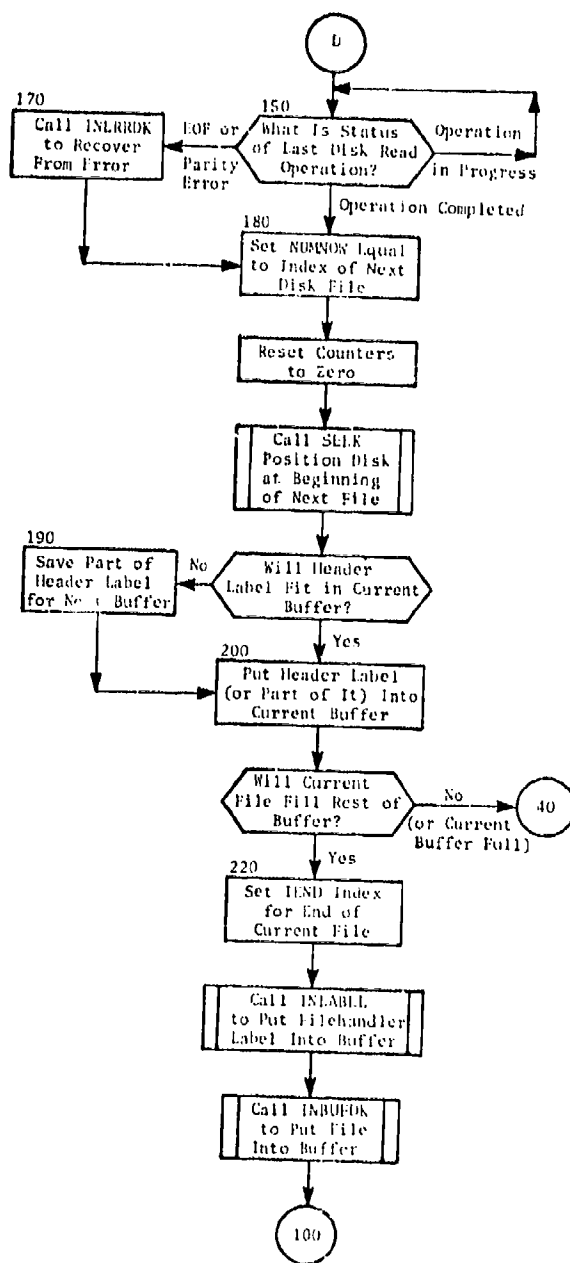 D
170
150
Call INERRDK
to Recover
From Error
EOF or
Parity
Error
What Is Status
of Last Disk Read
Operation?
Operation
in Progress
Operation Completed
180
Set NUMNOW Equal
to Index of Next
Disk File
Reset Counters
to Zero
Call SEEK
Position Disk
at Beginning
of Next File
190
Save Part of
Header Label
for Next Buffer
No
Will Header
Label Fit in Current
Buffer?
Yes
200
Put Header Label
(or Part of It) Into
Current Buffer
Will Current
File Fill Rest of
Buffer?
No
(or Current
Buffer Full)
40
Yes
220
Set IEND Index
for End of
Current File
Call INLABEL
to Put Filehandler
Label Into Buffer
Call INBUFDK
to Put File
Into Buffer
100